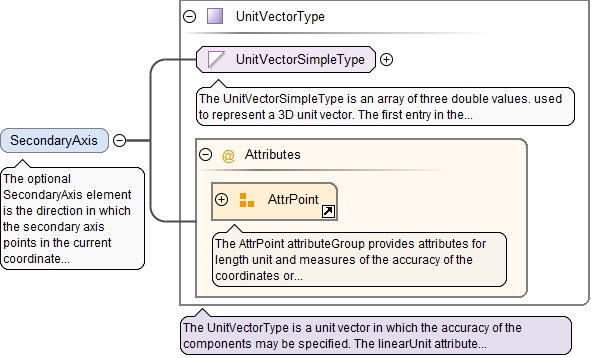 UnitVectorType
UnitVectorSimpleType
The UnitVectorSimpleType is an array of three double values. used
to represent a 3D unit vector. The first entry in the...
SecondaryAxis
The optional
SecondaryAxis element
is the direction in which
the secondary axis
points in the current
coordinate...
@ Attributes
AttrPoint
The AttrPoint attributeGroup provides attributes for
length unit and measures of the accuracy of the
coordinates or...
The UnitVectorType is a unit vector in which the accuracy of the
components may be specified. The linearUnit attribute...